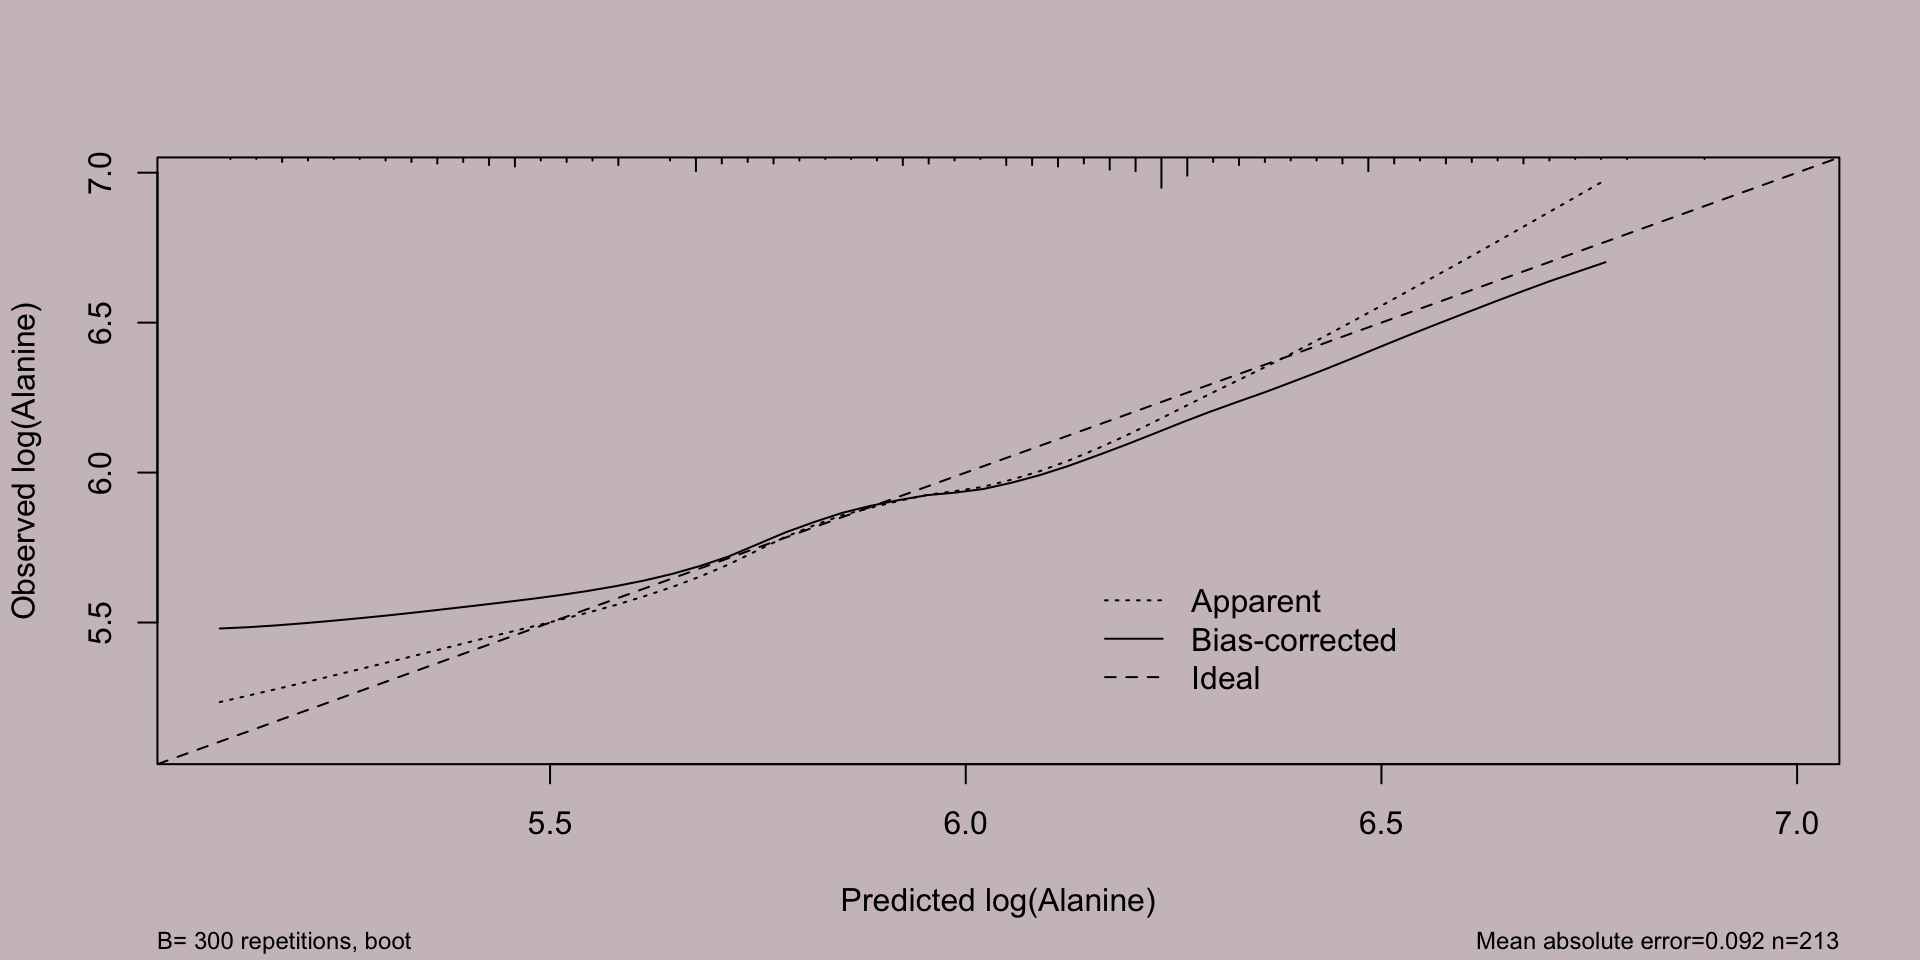 Observed log(Alanine)
7.0
6.5
6.0
5.5
Apparent
Bias-corrected
Ideal
5.5 6.0 6.5 7.0
Predicted log(Alanine)
B= 300 repetitions, boot
Mean absolute error=0.092 n=213